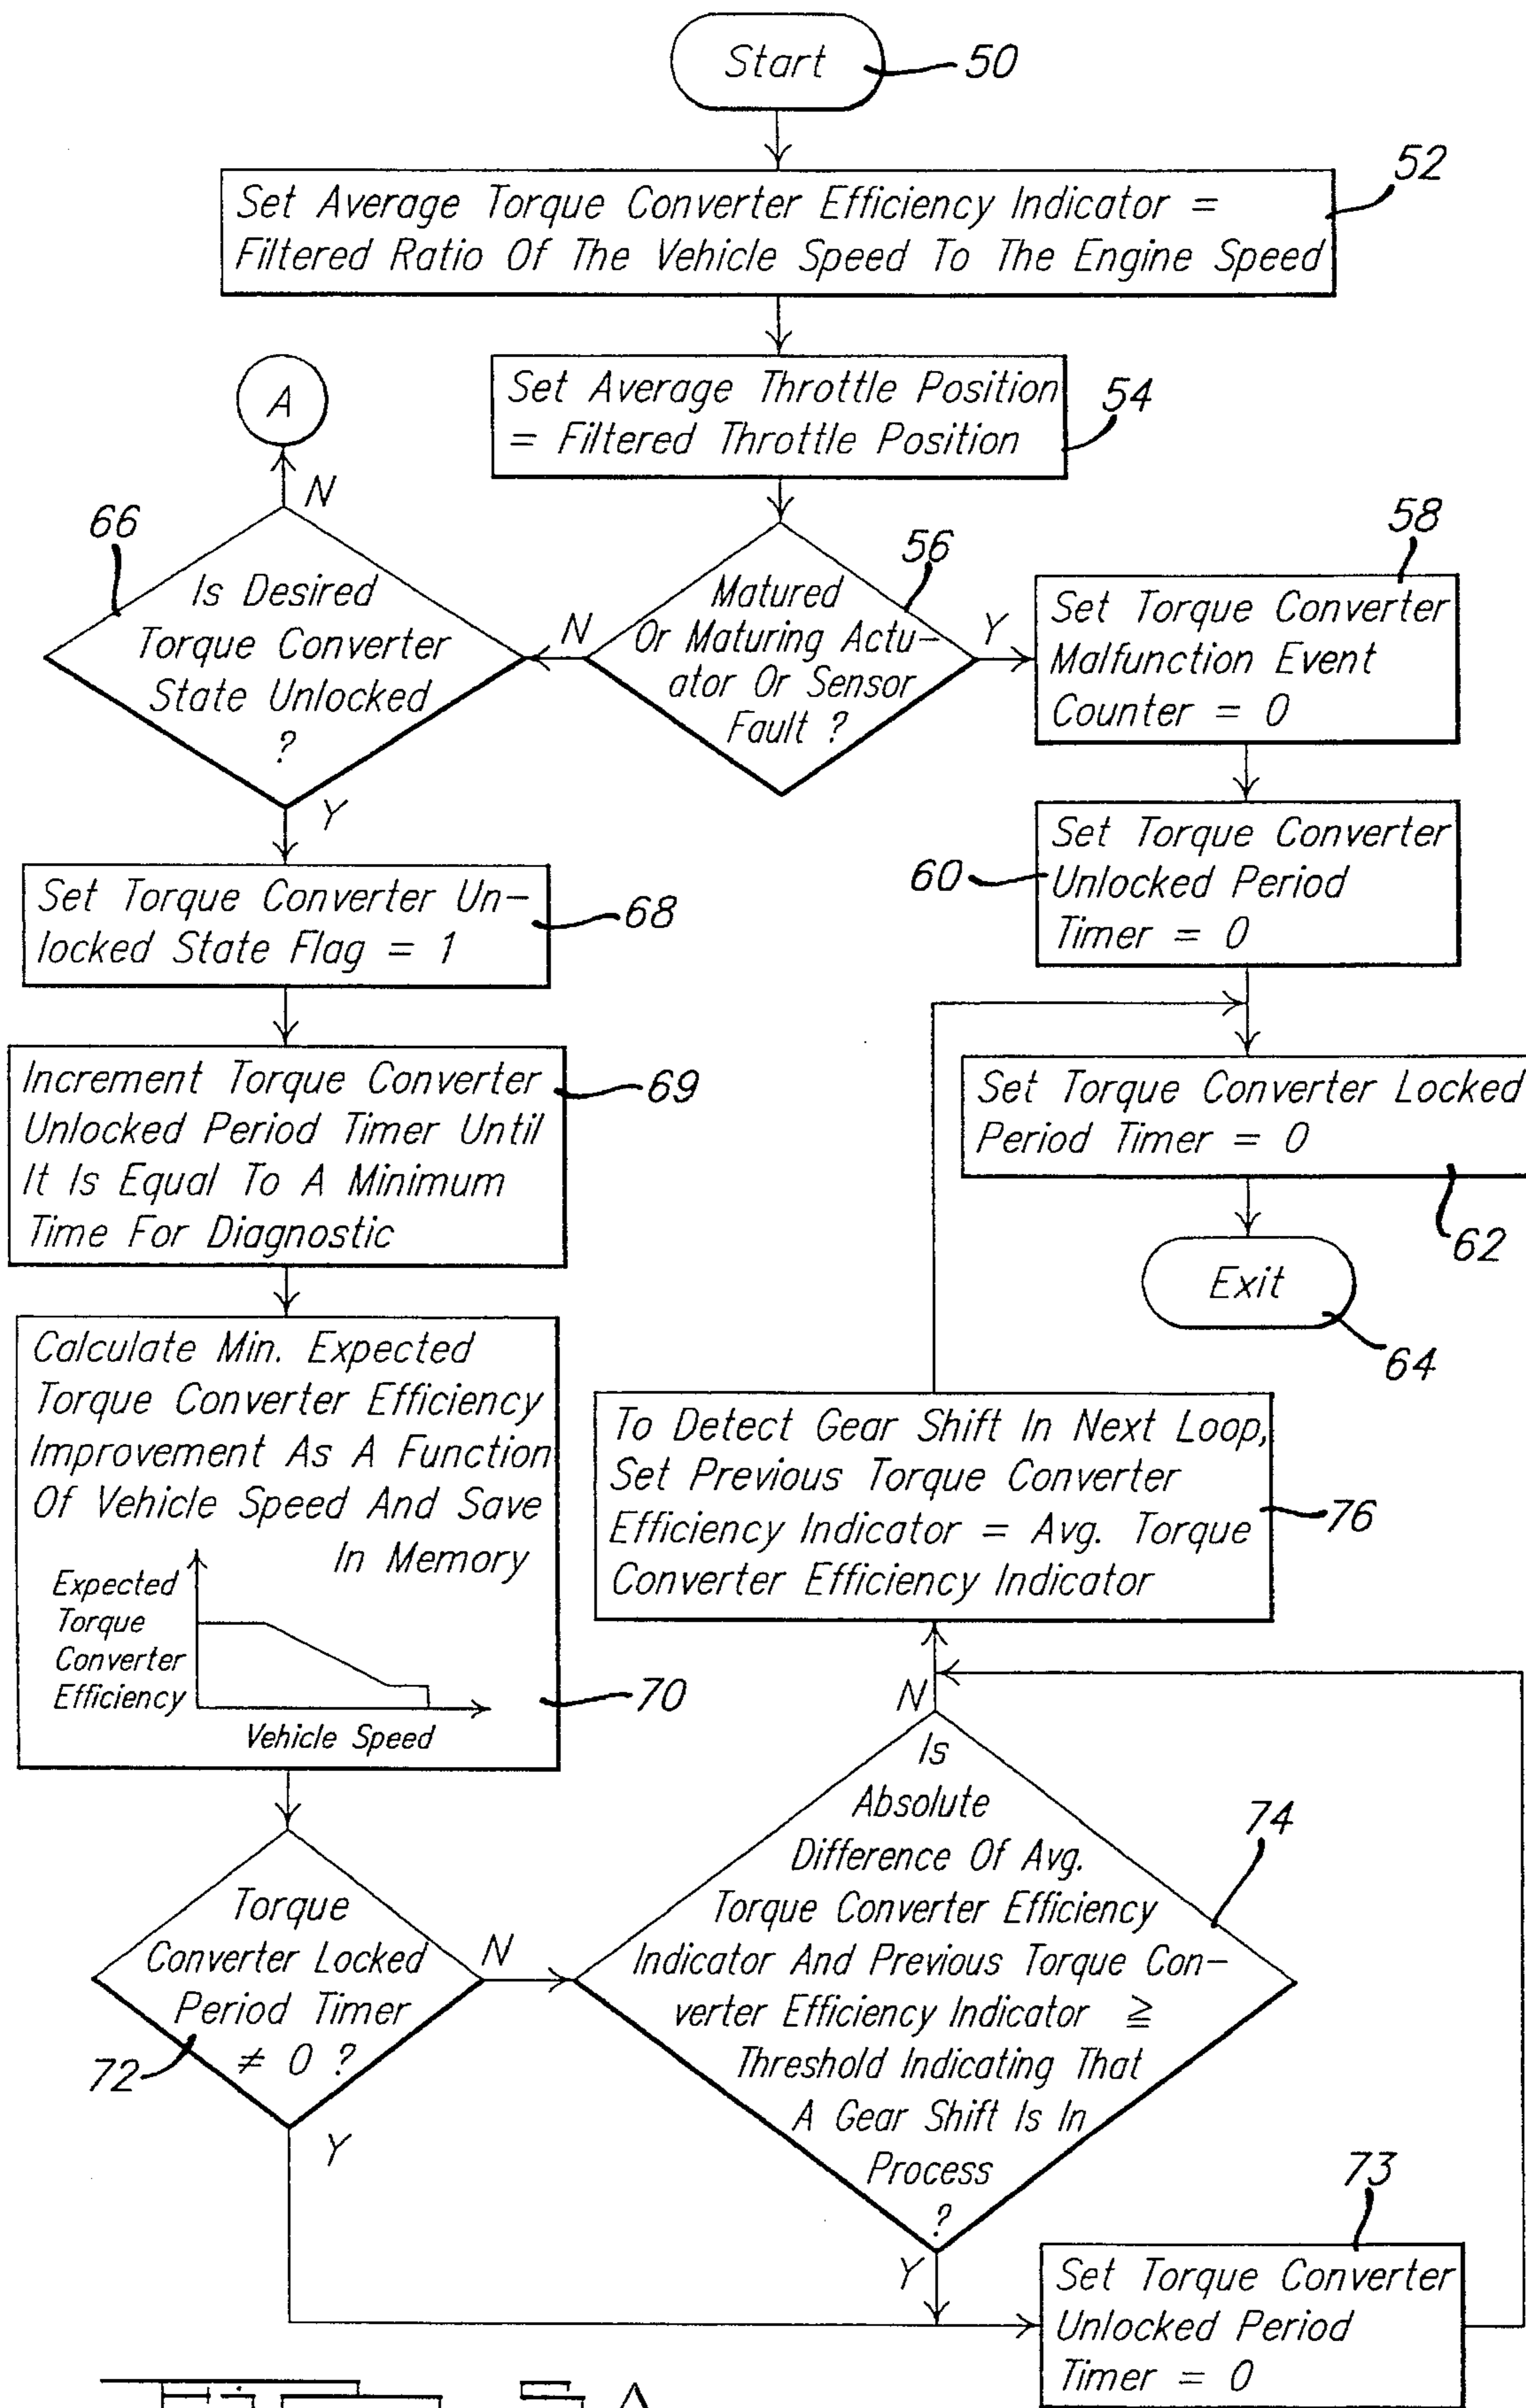 Start
50
52
Set Average Torque Converter Efficiency Indicator =
Filtered Ratio Of The Vehicle Speed To The Engine Speed
A
Set Average Throttle Position
= Filtered Throttle Position
54
N
66
Is Desired
Torque Converter
State Unlocked
?
N
56
Matured
Or Maturing Actu-
ator Or Sensor
Fault ?
Y
58
Set Torque Converter
Malfunction Event
Counter = 0
Y
60
Set Torque Converter
Unlocked Period
Timer = 0
Set Torque Converter Un-
locked State Flag = 1
68
Increment Torque Converter
Unlocked Period Timer Until
It Is Equal To A Minimum
Time For Diagnostic
69
Set Torque Converter Locked
Period Timer = 0
62
Exit
64
Calculate Min. Expected
Torque Converter Efficiency
Improvement As A Function
Of Vehicle Speed And Save
In Memory
Expected
Torque
Converter
Efficiency
Vehicle Speed
70
To Detect Gear Shift In Next Loop,
Set Previous Torque Converter
Efficiency Indicator = Avg. Torque
Converter Efficiency Indicator
76
N
Is
Absolute
Difference Of Avg.
Torque Converter Efficiency
Indicator And Previous Torque Con-
verter Efficiency Indicator ≧
Threshold Indicating That
A Gear Shift Is In
Process
?
74
Torque
Converter Locked
Period Timer
≠ 0 ?
72
N
Y
Y
73
Set Torque Converter
Unlocked Period
Timer = 0